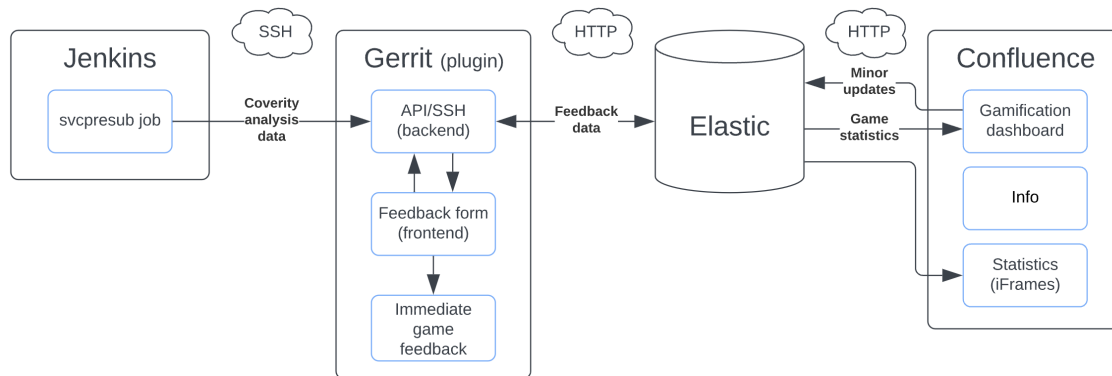 SSH
HTTP
HTTP
Jenkins
svcpresub job
Coverity
analysis
data
Gerrit (plugin)
API/SSH
(backend)
Feedback form
(frontend)
Immediate
game
feedback
Feedback
data
Elastic
Minor
updates
Game
statistics
Confluence
Gamification
dashboard
Info
Statistics
(iFrames)